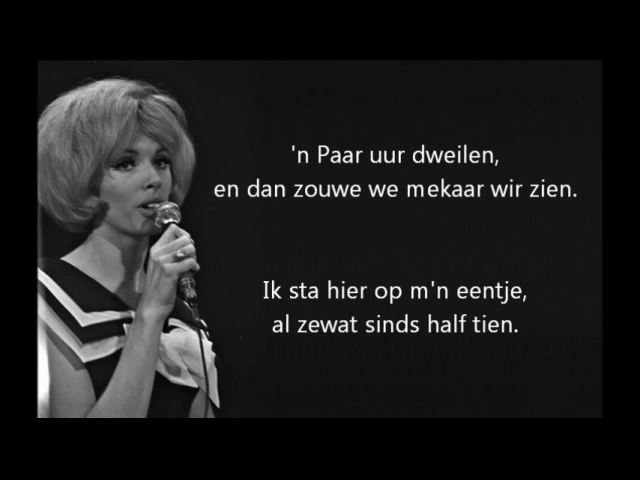 'n Paar uur dweilen,
en dan zouwe we mekaar wir zien.
Ik sta hier op m'n eentje,
al zewat sinds half tien.